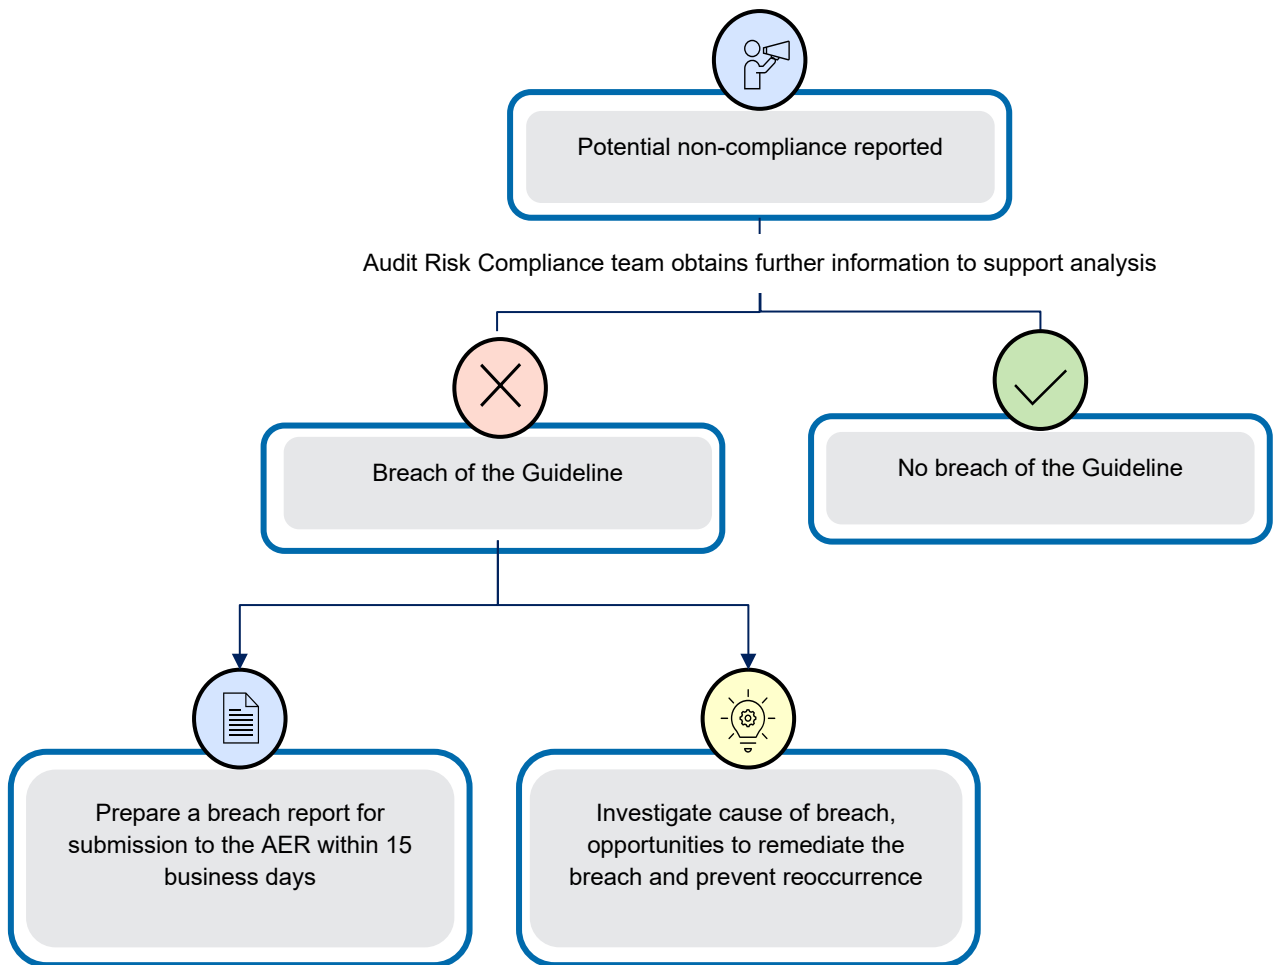 Potential non-compliance reported
Audit Risk Compliance team obtains further information to support analysis
Breach of the Guideline
No breach of the Guideline
Prepare a breach report for
submission to the AER within 15
business days
Investigate cause of breach,
opportunities to remediate the
breach and prevent reoccurrence